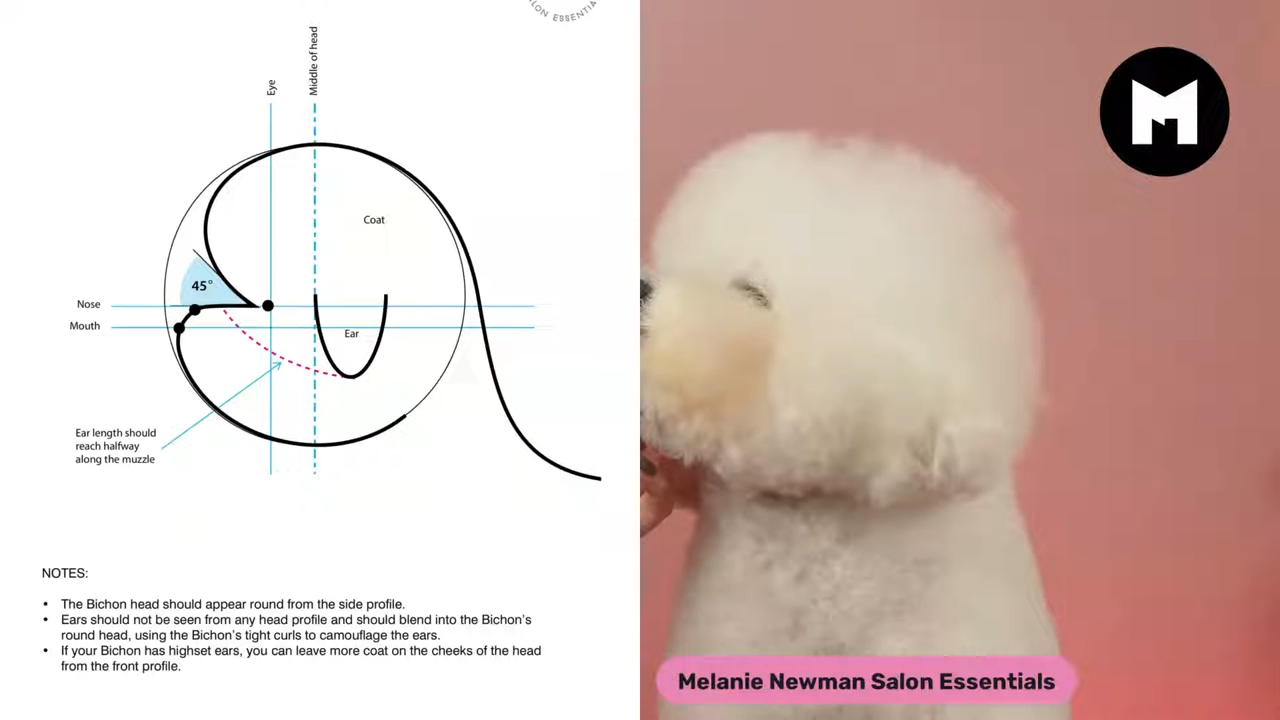 ON ESSENTIA
Eye
Middle of head
Coat
45°
Nose
Mouth
Ear
Ear length should
reach halfway
along the muzzle
NOTES:
• The Bichon head should appear round from the side profile.
• Ears should not be seen from any head profile and should blend into the Bichon's
round head, using the Bichon's tight curls to camouflage the ears.
• If your Bichon has highset ears, you can leave more coat on the cheeks of the head
from the front profile.
M
Melanie Newman Salon Essentials